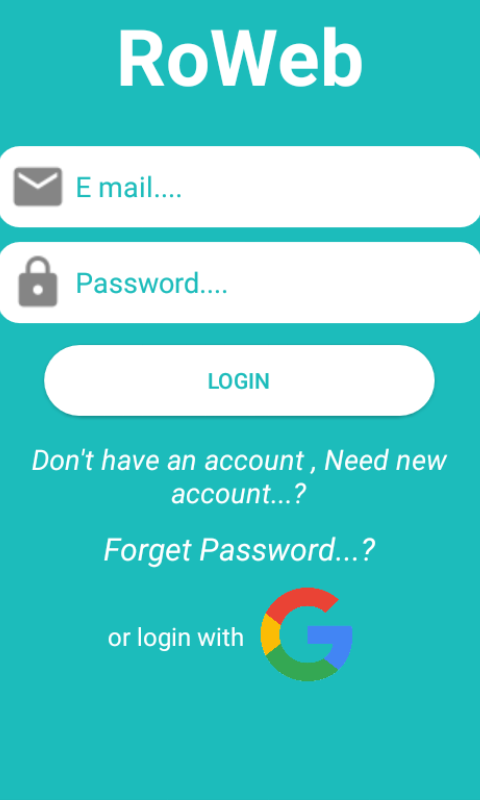 RoWeb
E mail....
Password....
LOGIN
Don't have an account , Need new
account...?
Forget Password...?
or login with